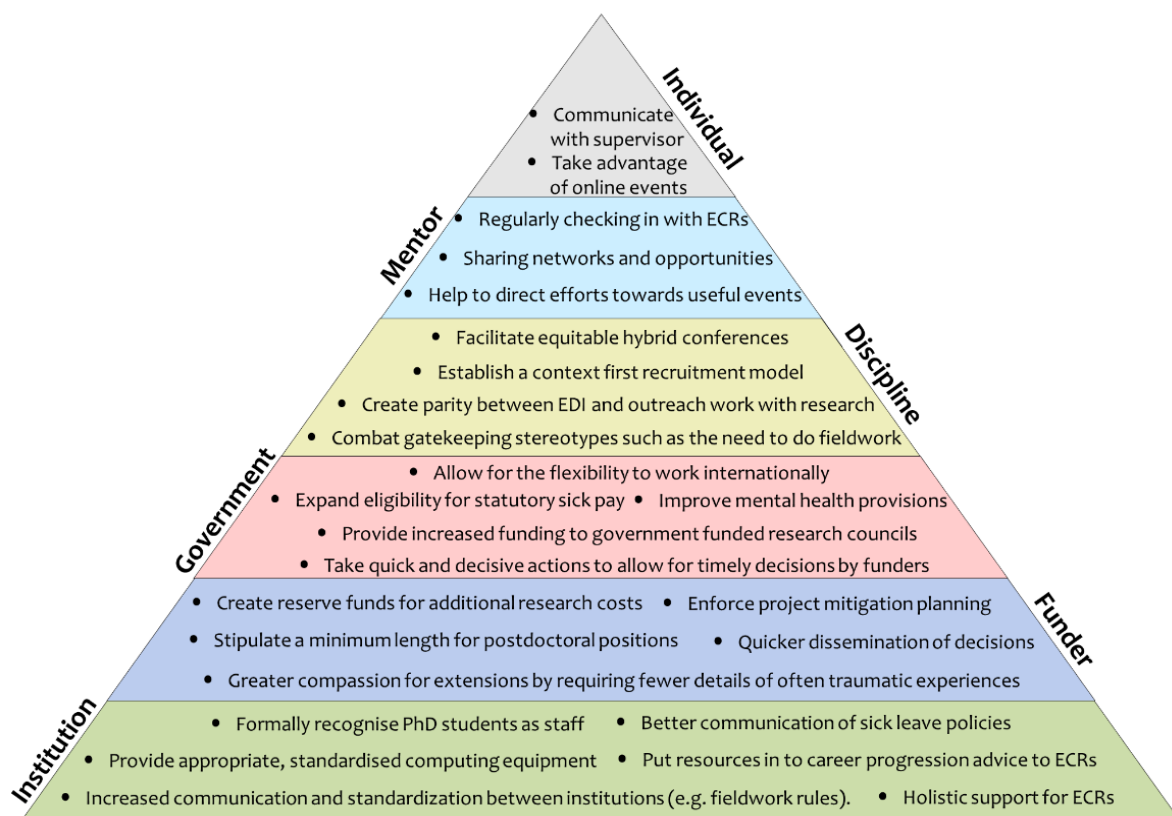 Individual
• Communicate
with supervisor
• Take advantage
of online events
Mentor
• Regularly checking in with ECRs
• Sharing networks and opportunities
• Help to direct efforts towards useful events
Discipline
• Facilitate equitable hybrid conferences
• Establish a context first recruitment model
• Create parity between EDI and outreach work with research
• Combat gatekeeping stereotypes such as the need to do fieldwork
Government
• Allow for the flexibility to work internationally
• Expand eligibility for statutory sick pay • Improve mental health provisions
• Provide increased funding to government funded research councils
• Take quick and decisive actions to allow for timely decisions by funders
Funder
• Create reserve funds for additional research costs • Enforce project mitigation planning
• Stipulate a minimum length for postdoctoral positions • Quicker dissemination of decisions
• Greater compassion for extensions by requiring fewer details of often traumatic experiences
Institution
• Formally recognise PhD students as staff • Better communication of sick leave policies
• Provide appropriate, standardised computing equipment • Put resources in to career progression advice to ECRs
• Increased communication and standardization between institutions (e.g. fieldwork rules). • Holistic support for ECRs